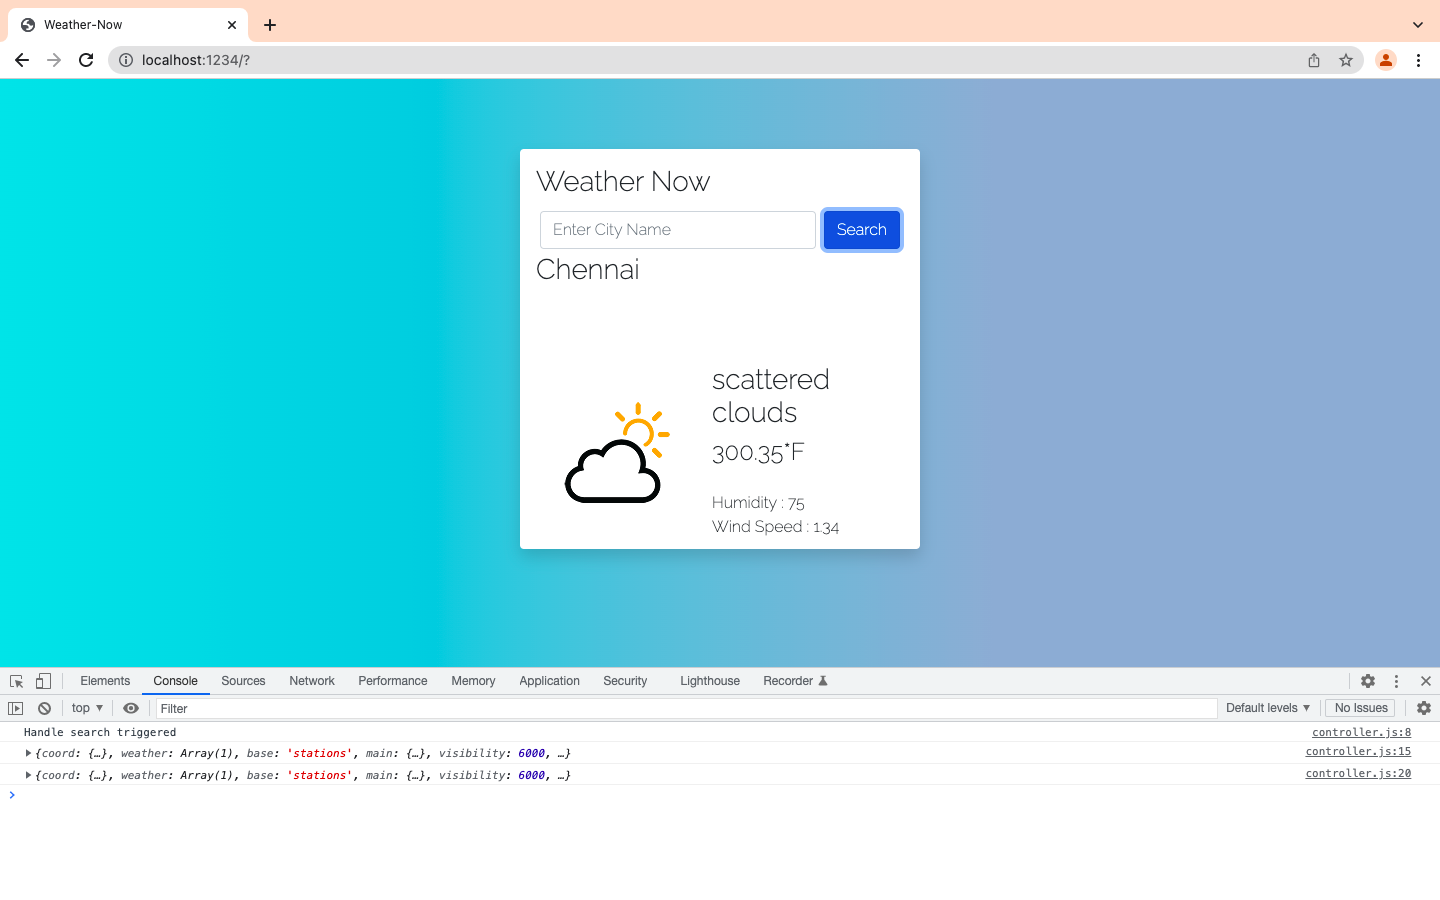 Weather-Now
localhost:1234/?
Weather Now
Enter City Name
Search
Chennai
scattered
clouds
300.35*F
Humidity : 75
Wind Speed : 1.34
Elements Console Sources Network Performance Memory Application Security Lighthouse Recorder
top ▼ Filter Default levels ▼ No Issues
Handle search triggered controller.js:8
{coord: {…}, weather: Array(1), base: 'stations', main: {…}, visibility: 6000, …} controller.js:15
{coord: {…}, weather: Array(1), base: 'stations', main: {…}, visibility: 6000, …} controller.js:20